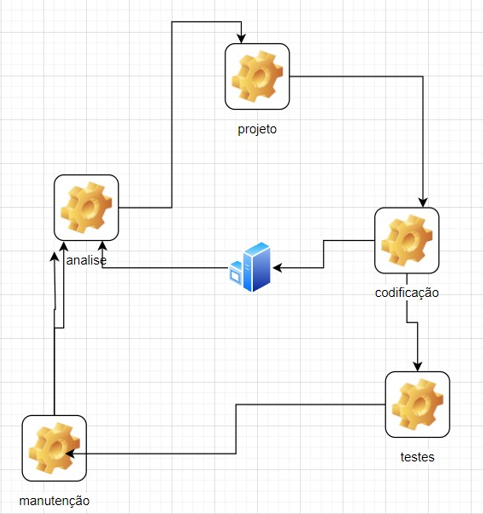 projeto
analise
codificação
testes
manutenção